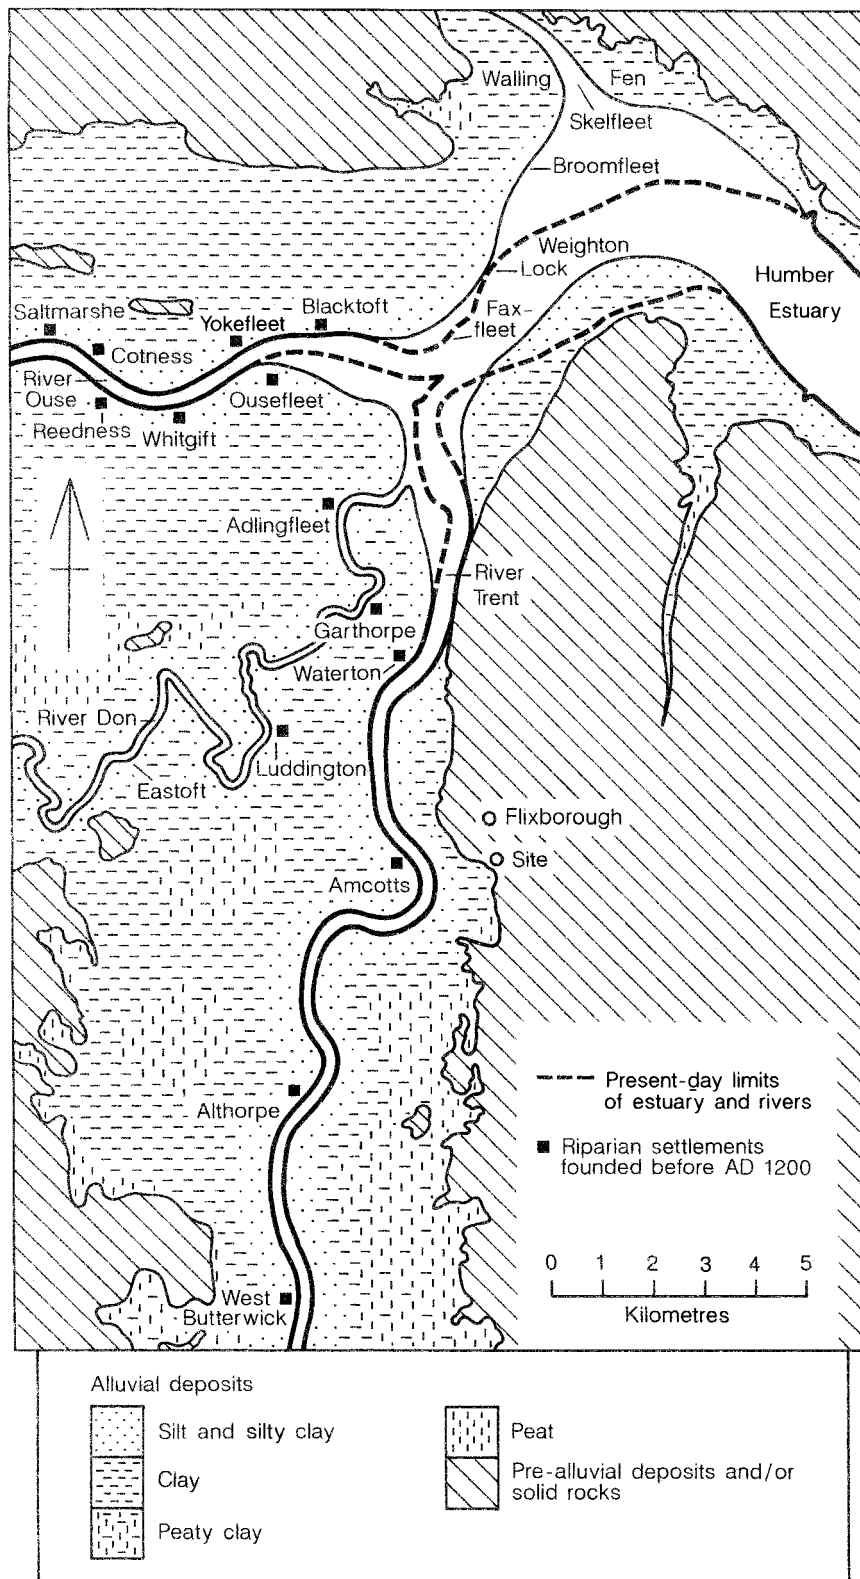 Walling
Fen
Skelfleet
Broomfleet
Weighton
Lock
Humber
Estuary
Fax-
fleet
Saltmarshe
Blacktoft
Yokefleet
Cotness
River
Ouse
Ousefleet
Reedness
Whitgift
Adlingfleet
River
Trent
Garthorpe
Waterton
River Don
Eastoft
Luddington
Flixborough
Site
Amcotts
Althorpe
West
Butterwick
Present-day limits
of estuary and rivers
Riparian settlements
founded before AD 1200
0 1 2 3 4 5
Kilometres
Alluvial deposits
Silt and silty clay
Clay
Peaty clay
Peat
Pre-alluvial deposits and/or
solid rocks